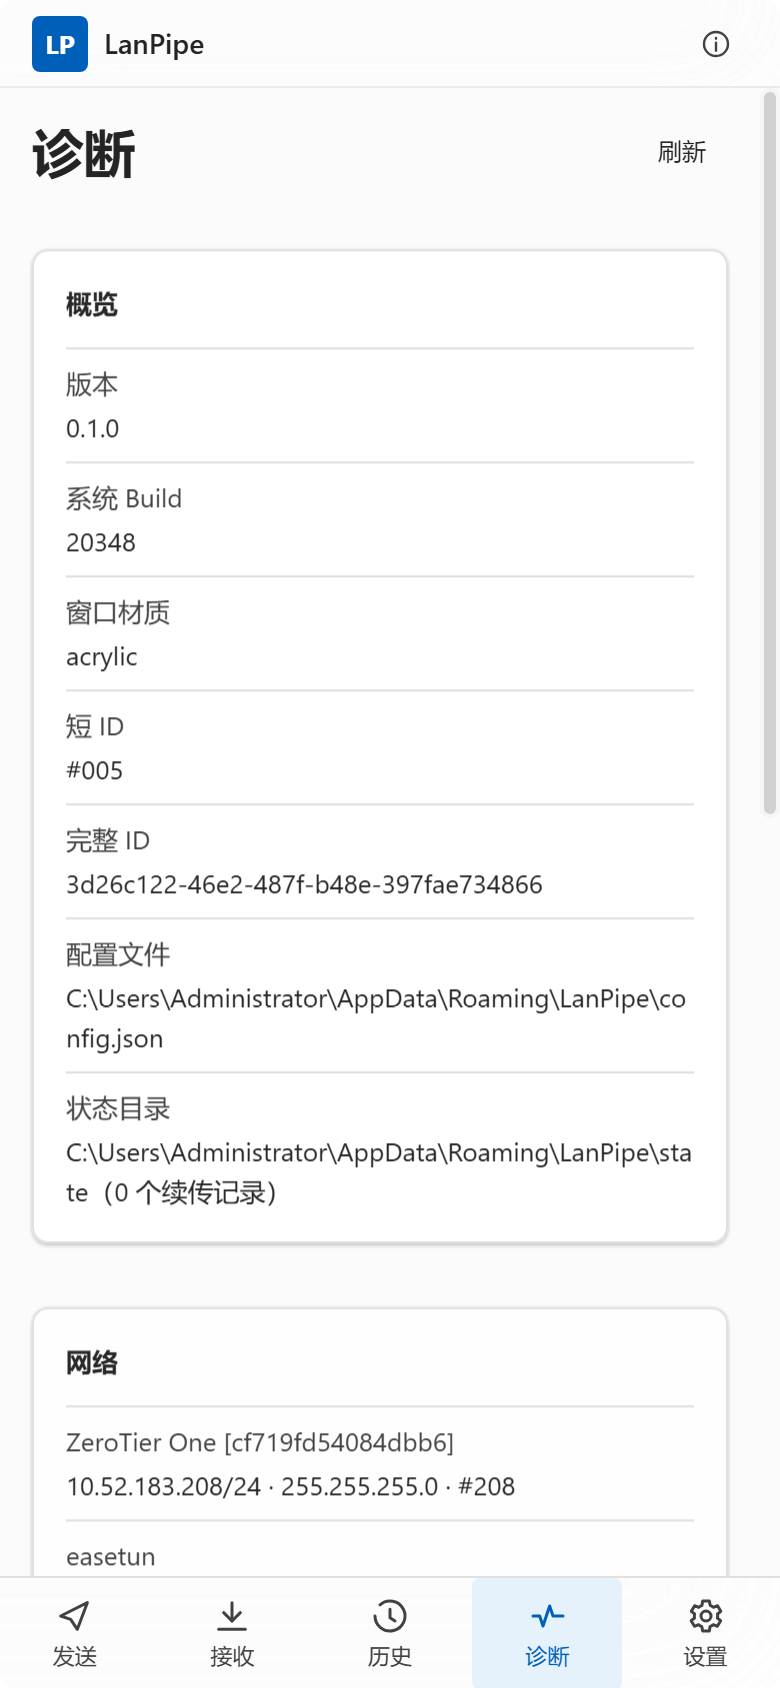 LP LanPipe
诊断
刷新
概览
版本
0.1.0
系统 Build
20348
窗口材质
acrylic
短 ID
#005
完整 ID
3d26c122-46e2-487f-b48e-397fae734866
配置文件
C:\Users\Administrator\AppData\Roaming\LanPipe\co
nfig.json
状态目录
C:\Users\Administrator\AppData\Roaming\LanPipe\sta
te（0 个续传记录）
网络
ZeroTier One [cf719fd54084dbb6]
10.52.183.208/24 · 255.255.255.0 · #208
easetun
发送
接收
历史
诊断
设置